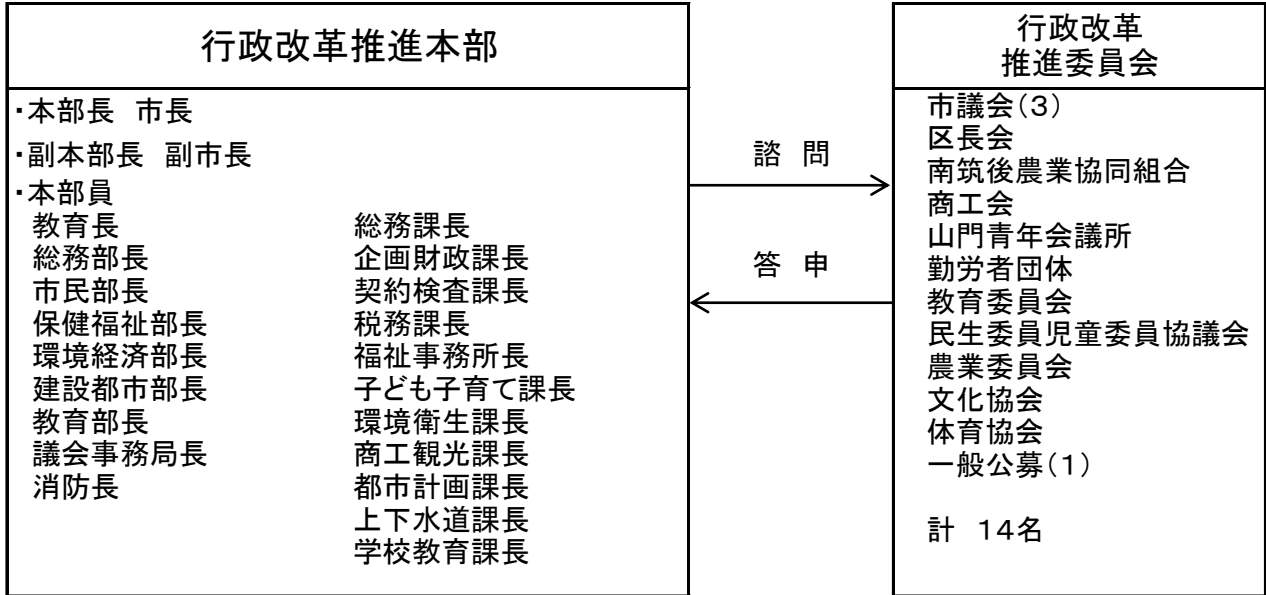 行政改革推進本部
・本部長　市長
・副本部長　副市長
・本部員
教育長
総務部長
市民部長
保健福祉部長
環境経済部長
建設都市部長
教育部長
議会事務局長
消防長
総務課長
企画財政課長
契約検査課長
税務課長
福祉事務所長
子ども子育て課長
環境衛生課長
商工観光課長
都市計画課長
上下水道課長
学校教育課長
諮　問
答　申
行政改革
推進委員会
市議会（３）
区長会
南筑後農業協同組合
商工会
山門青年会議所
勤労者団体
教育委員会
民生委員児童委員協議会
農業委員会
文化協会
体育協会
一般公募（１）
計　14名